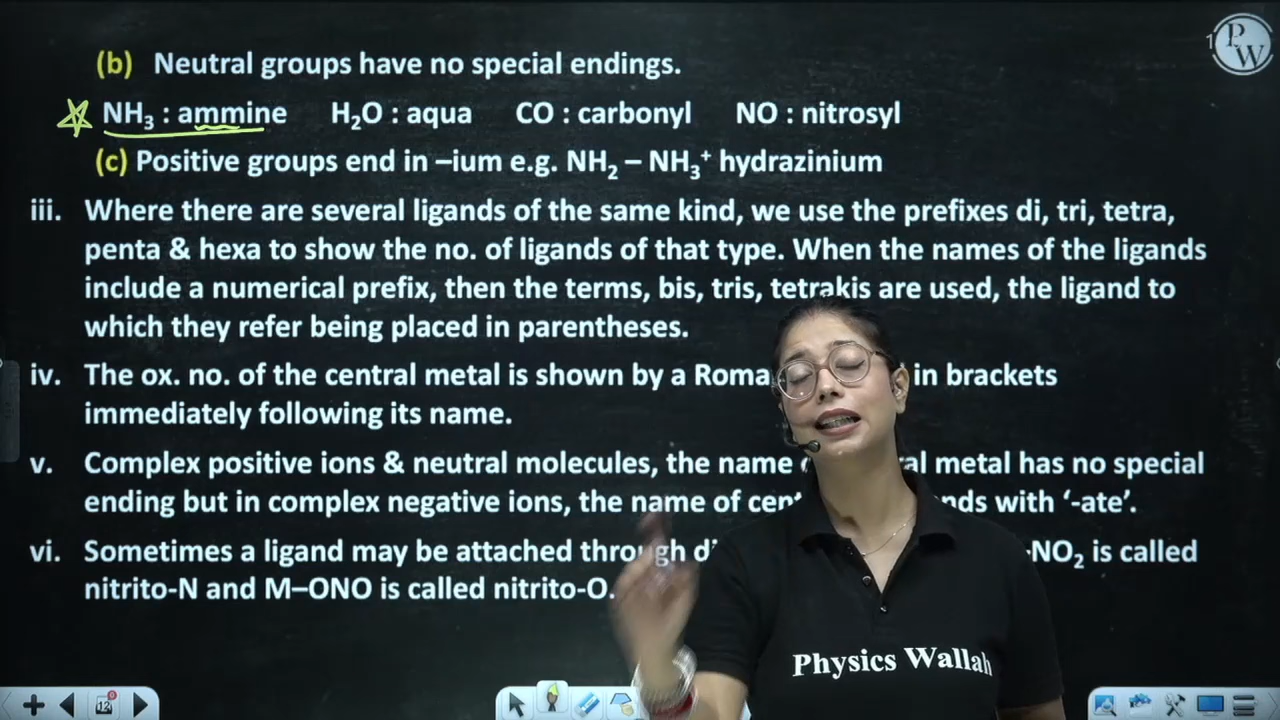 (b) Neutral groups have no special endings.
NH₃ : ammine H₂O : aqua CO : carbonyl NO : nitrosyl
(c) Positive groups end in –ium e.g. NH₂ – NH₃⁺ hydrazinium
iii. Where there are several ligands of the same kind, we use the prefixes di, tri, tetra,
penta & hexa to show the no. of ligands of that type. When the names of the ligands
include a numerical prefix, then the terms, bis, tris, tetrakis are used, the ligand to
which they refer being placed in parentheses.
iv. The ox. no. of the central metal is shown by a in brackets
immediately following its name.
v. Complex positive ions & neutral molecules, the name metal has no special
ending but in complex negative ions, the name of with ‘-ate’.
vi. Sometimes a ligand may be attached through NO₂ is called
nitrito-N and M–ONO is called nitrito-O.
Physics Wallah
P
W
12